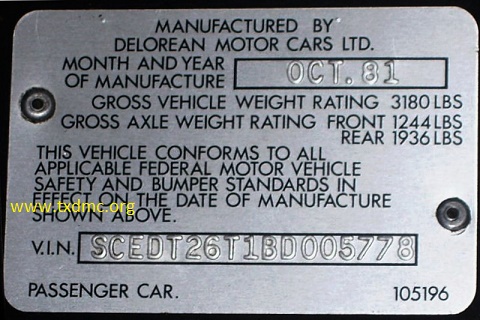 MANUFACTURED BY
DELOREAN MOTOR CARS LTD.
MONTH AND YEAR
OF MANUFACTURE OCT. 81
GROSS VEHICLE WEIGHT RATING 3180 LBS
GROSS AXLE WEIGHT RATING FRONT 1244 LBS
REAR 1936 LBS
THIS VEHICLE CONFORMS TO ALL
APPLICABLE FEDERAL MOTOR VEHICLE
SAFETY AND BUMPER STANDARDS IN
EFFECT ON THE DATE OF MANUFACTURE
www.txdmc.org
SHOWN ABOVE.
V.I.N. SCEDT26T1BD005778
PASSENGER CAR. 105196